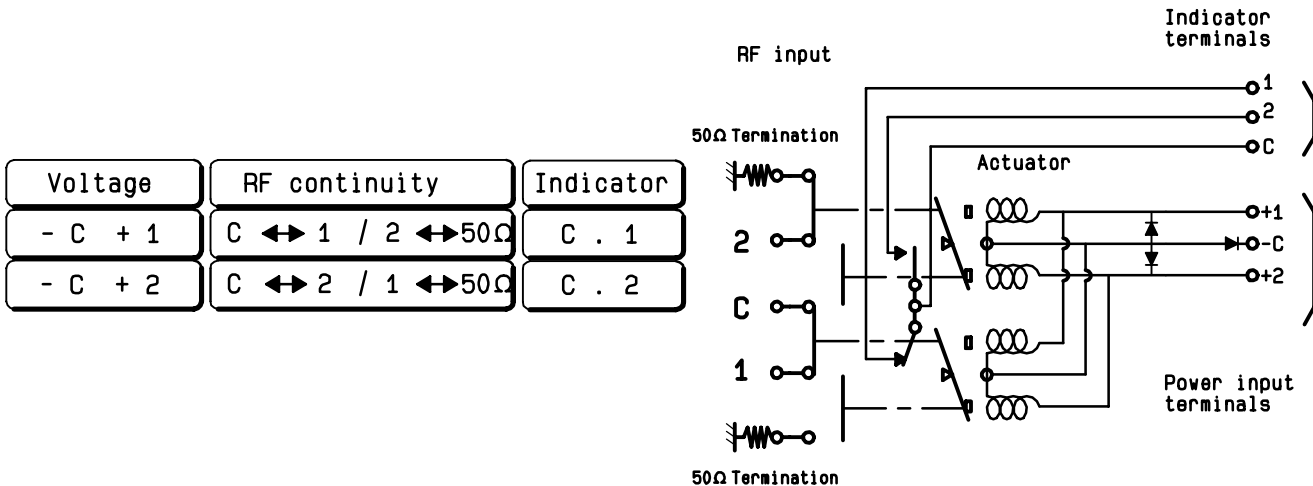 Voltage RF continuity Indicator
- C + 1 C ↔ 1 / 2 ↔ 50Ω C . 1
- C + 2 C ↔ 2 / 1 ↔ 50Ω C . 2
Indicator
terminals
RF input
1
2
C
50Ω Termination
Actuator
2
C
1
+1
-C
+2
Power input
terminals
50Ω Termination